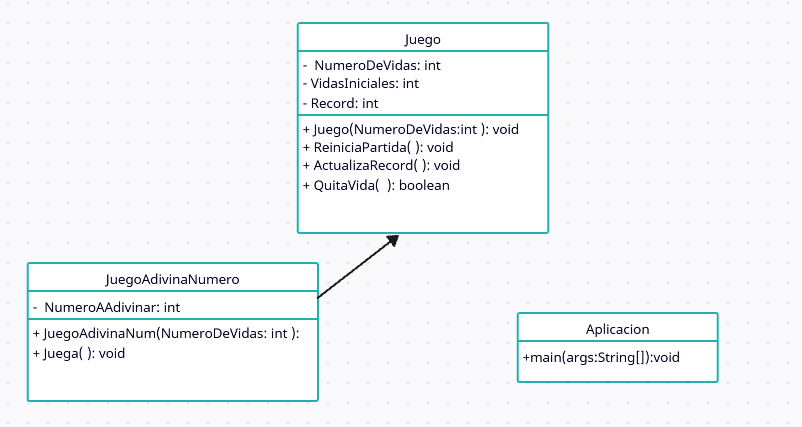 Juego
- NumeroDeVidas: int
- VidasIniciales: int
- Record: int
+ Juego(NumeroDeVidas:int ): void
+ ReiniciaPartida( ): void
+ ActualizaRecord( ): void
+ QuitaVida(  ): boolean
JuegoAdivinaNumero
- NumeroAAdivinar: int
+ JuegoAdivinaNum(NumeroDeVidas: int ):
+ Juega( ): void
Aplicacion
+main(args:String[]):void